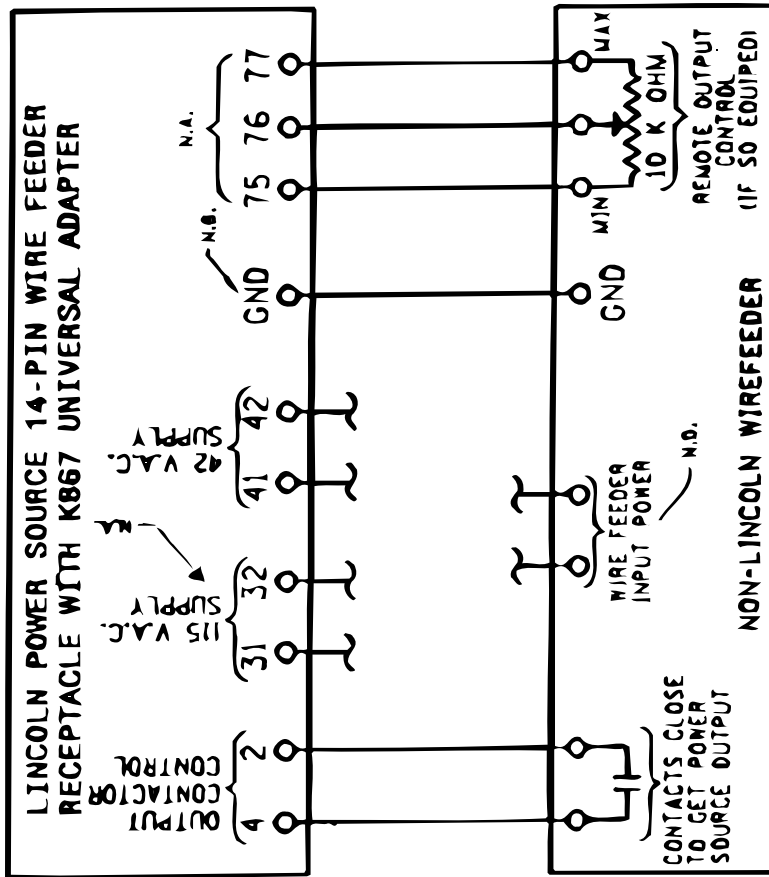 LINCOLN POWER SOURCE 14-PIN WIRE FEEDER
RECEPTACLE WITH K867 UNIVERSAL ADAPTER
N.A.
77
76
75
N.B.
GND
42
41
42 V.A.C.
SUPPLY
N.A.
32
31
115 V.A.C.
SUPPLY
2
4
OUTPUT
CONTACTOR
CONTROL
MAX
10 K OHM
MIN
REMOTE OUTPUT
CONTROL
(IF SO EQUIPED)
GND
WIRE FEEDER
INPUT POWER
N.D.
NON-LINCOLN WIREFEEDER
CONTACTS CLOSE
TO GET POWER
SOURCE OUTPUT